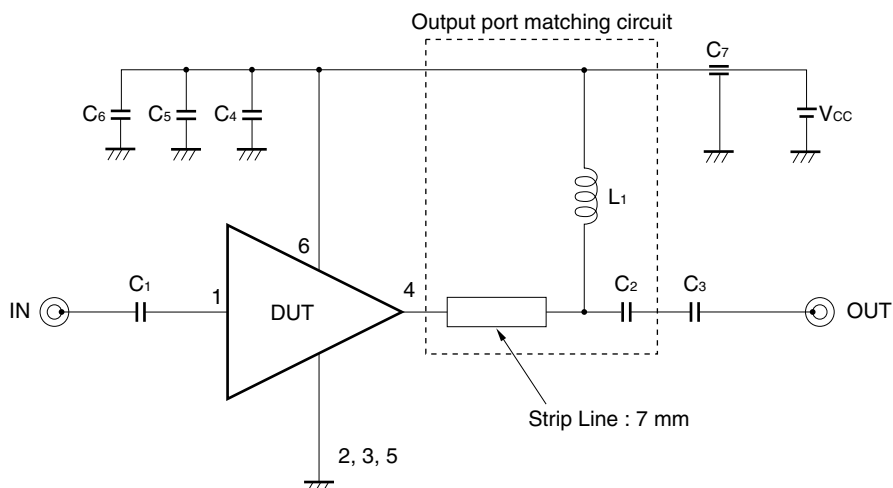 Output port matching circuit
C7
C6
C5
C4
VCC
L1
6
4
C1
1
C2
C3
IN
DUT
OUT
Strip Line : 7 mm
2, 3, 5